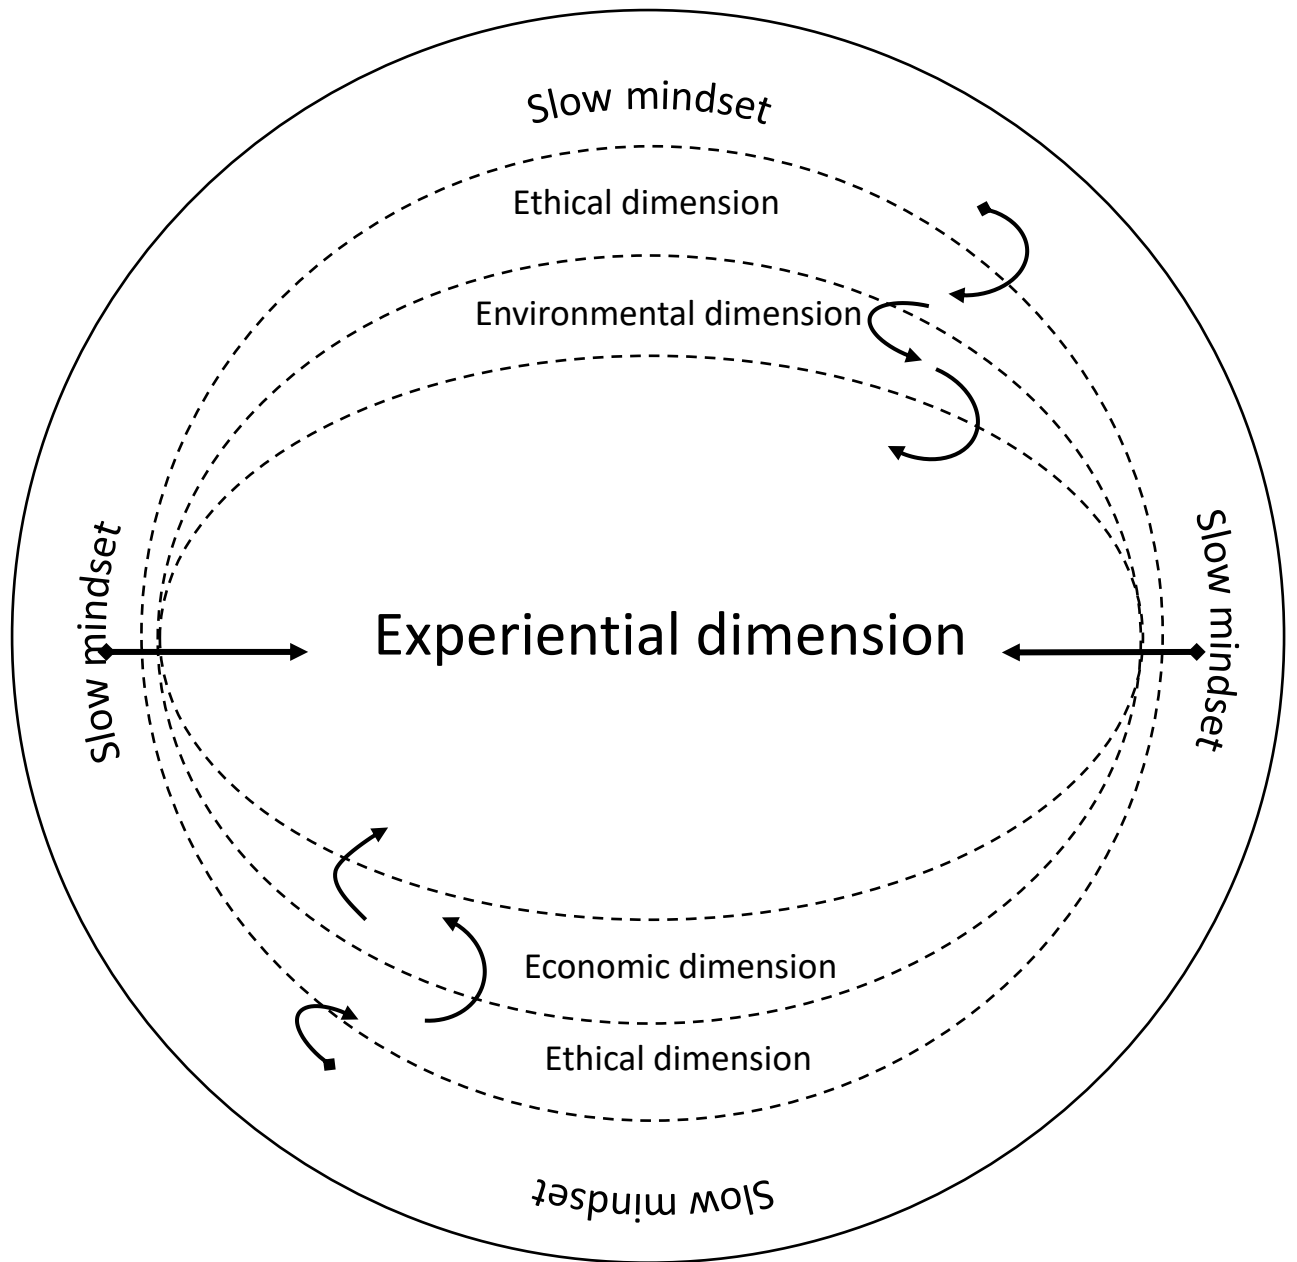 Slow mindset
Ethical dimension
Environmental dimension
Slow mindset
Experiential dimension
Slow mindset
Economic dimension
Ethical dimension
Slow mindset